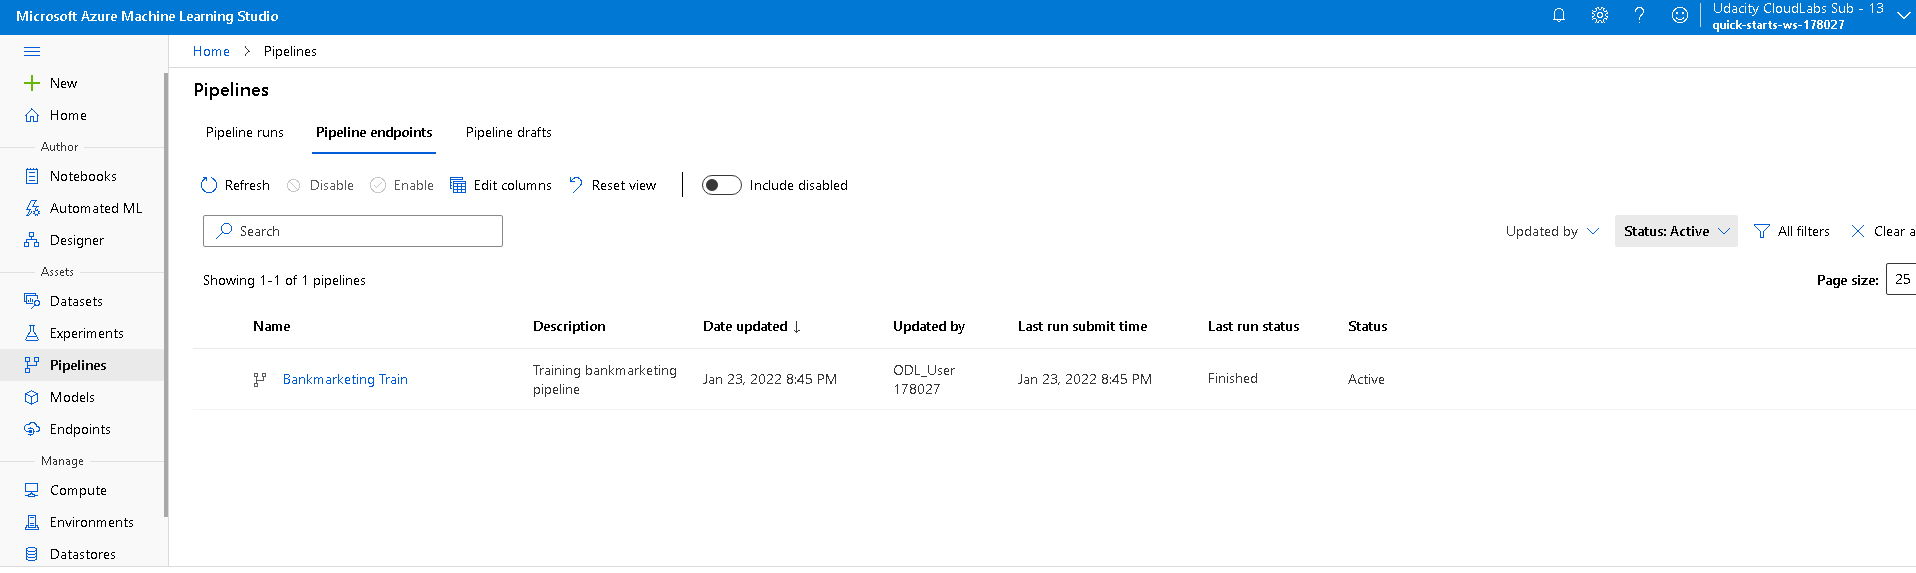 Microsoft Azure Machine Learning Studio
Udacity CloudLabs Sub - 13
quick-starts-ws-178027
New
Home
Author
Notebooks
Automated ML
Designer
Assets
Datasets
Experiments
Pipelines
Models
Endpoints
Manage
Compute
Environments
Datastores
Home > Pipelines
Pipelines
Pipeline runs Pipeline endpoints Pipeline drafts
Refresh Disable Enable Edit columns Reset view Include disabled
Search Updated by Status: Active All filters Clear a
Showing 1-1 of 1 pipelines Page size: 25
Name Description Date updated ↓ Updated by Last run submit time Last run status Status
Bankmarketing Train Training bankmarketing pipeline Jan 23, 2022 8:45 PM ODL_User 178027 Jan 23, 2022 8:45 PM Finished Active